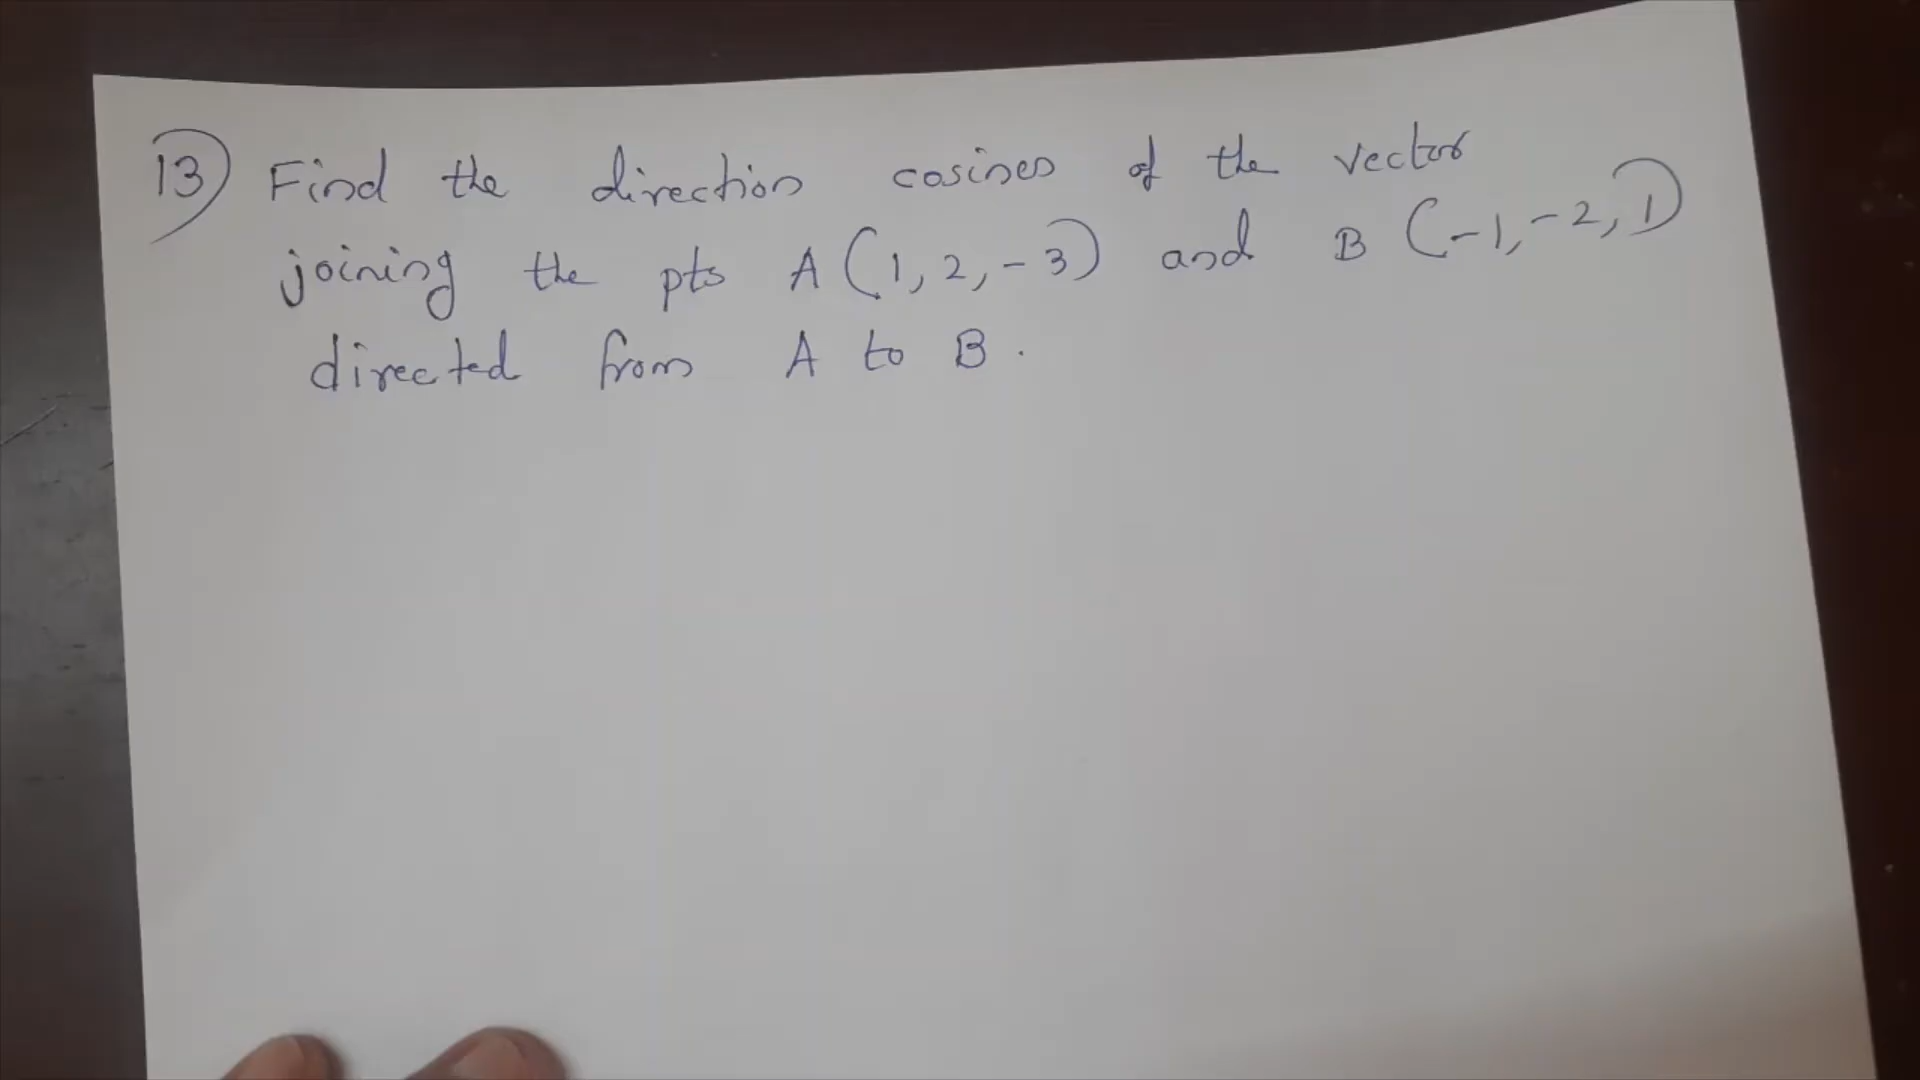 13) Find the direction cosines of the vector
joining the pts A (1, 2, -3) and B (-1, -2, 1)
directed from A to B.